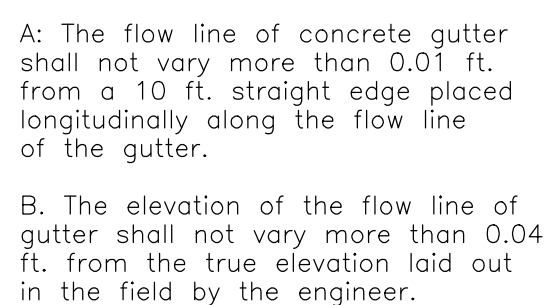 A: The flow line of concrete gutter
shall not vary more than 0.01 ft.
from a 10 ft. straight edge placed
longitudinally along the flow line
of the gutter.
B. The elevation of the flow line of
gutter shall not vary more than 0.04
ft. from the true elevation laid out
in the field by the engineer.